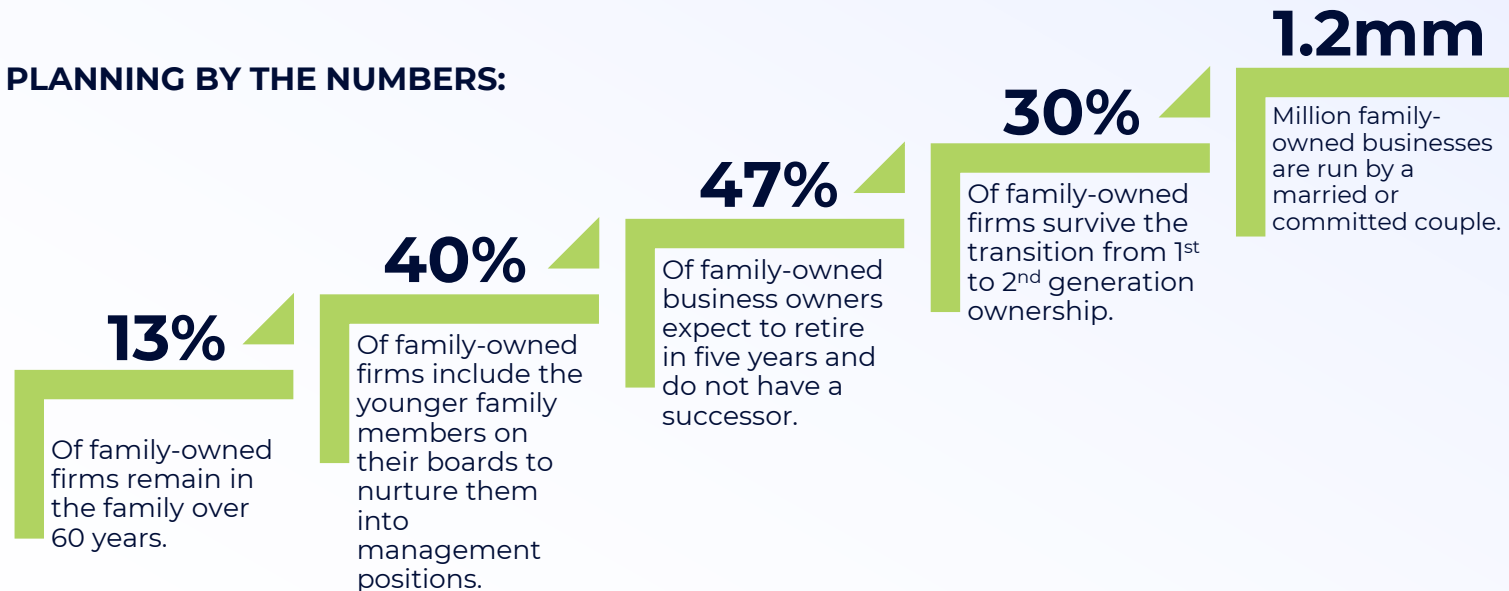 PLANNING BY THE NUMBERS:
13%
Of family-owned
firms remain in
the family over
60 years.
40%
Of family-owned
firms include the
younger family
members on
their boards to
nurture them
into
management
positions.
47%
Of family-owned
business owners
expect to retire
in five years and
do not have a
successor.
30%
Of family-owned
firms survive the
transition from 1st
to 2nd generation
ownership.
1.2mm
Million family-
owned businesses
are run by a
married or
committed couple.